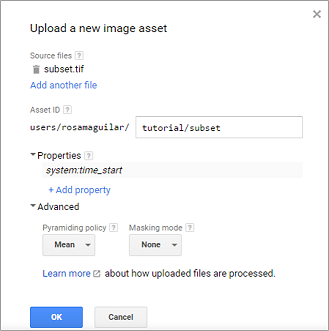 Upload a new image asset
Source files [?]
subset.tif
Add another file
Asset ID [?]
users/rosamaguilar/ tutorial/subset
Properties [?]
system:time_start
+ Add property
Advanced
Pyramiding policy [?] Masking mode [?]
Mean None
Learn more about how uploaded files are processed.
OK Cancel